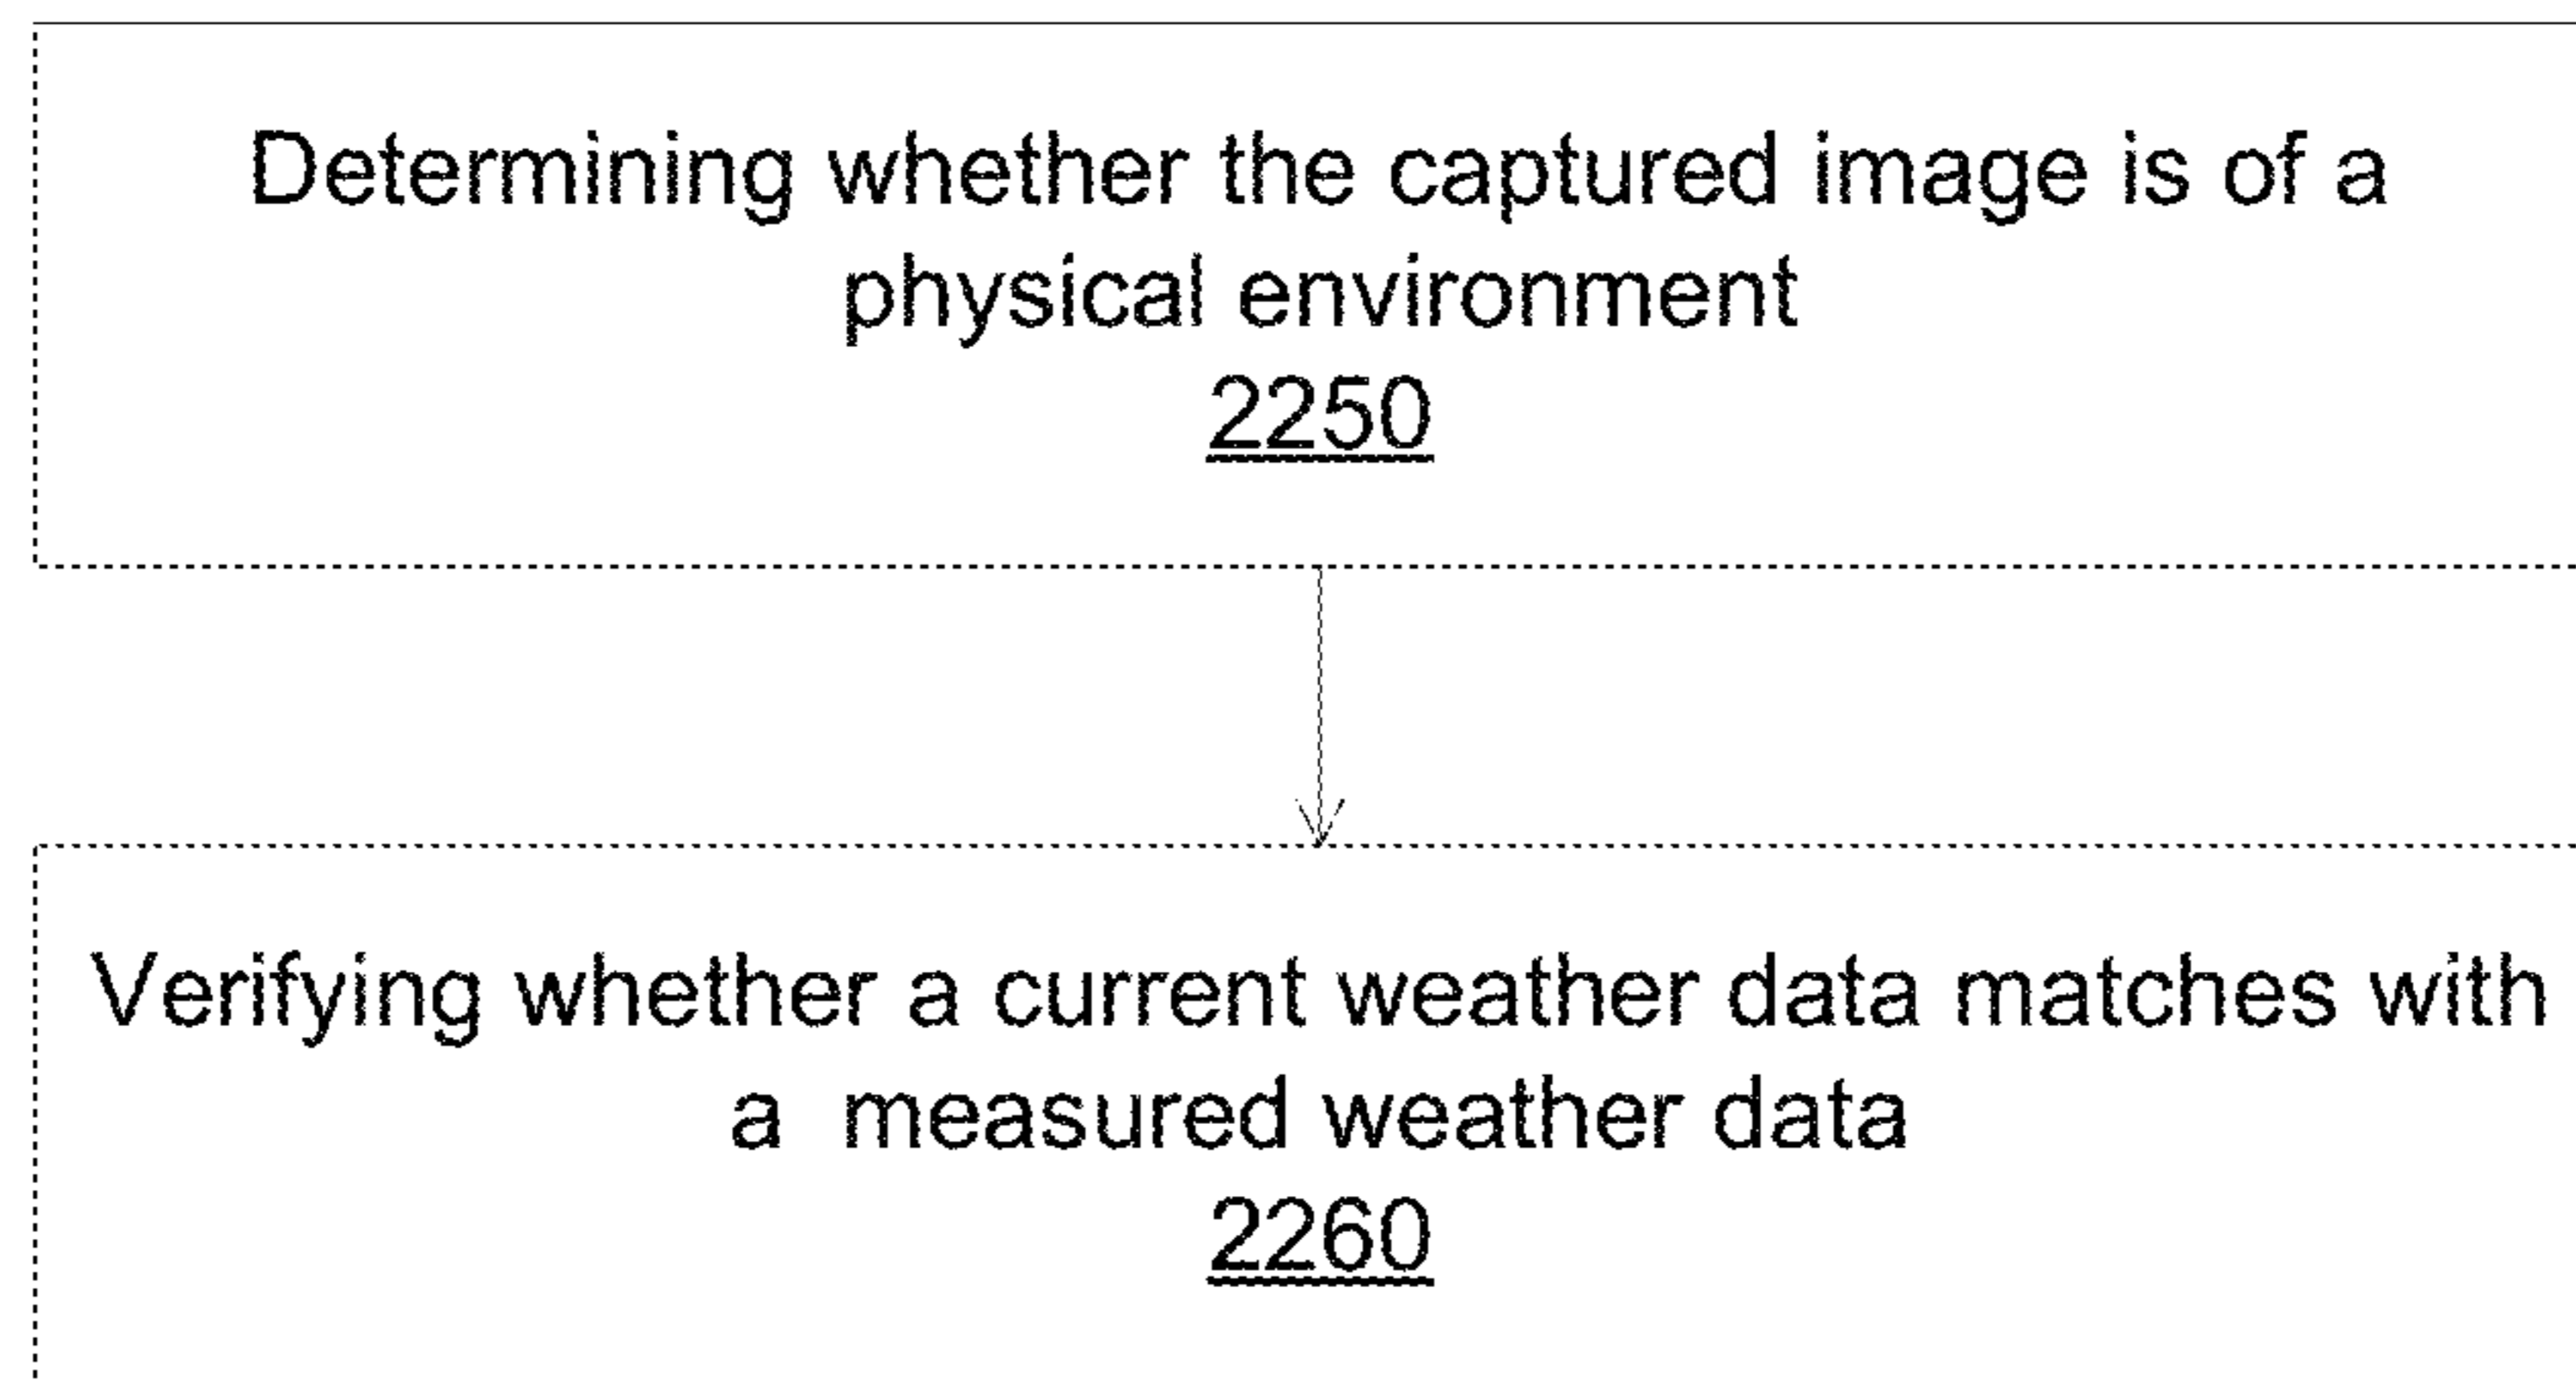 Determining whether the captured image is of a
physical environment
2250
Verifying whether a current weather data matches with
a  measured weather data
2260